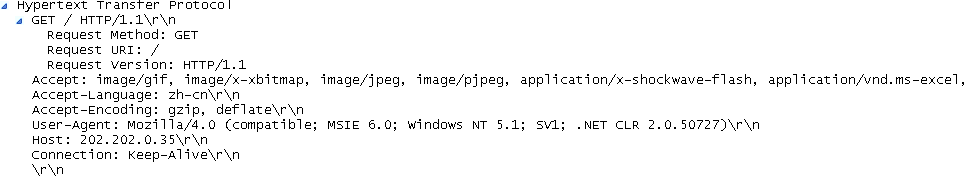 Hypertext Transfer Protocol
GET / HTTP/1.1\r\n
Request Method: GET
Request URI: /
Request Version: HTTP/1.1
Accept: image/gif, image/x-xbitmap, image/jpeg, image/pjpeg, application/x-shockwave-flash, application/vnd.ms-excel,
Accept-Language: zh-cn\r\n
Accept-Encoding: gzip, deflate\r\n
User-Agent: Mozilla/4.0 (compatible; MSIE 6.0; Windows NT 5.1; SV1; .NET CLR 2.0.50727)\r\n
Host: 202.202.0.35\r\n
Connection: Keep-Alive\r\n
\r\n